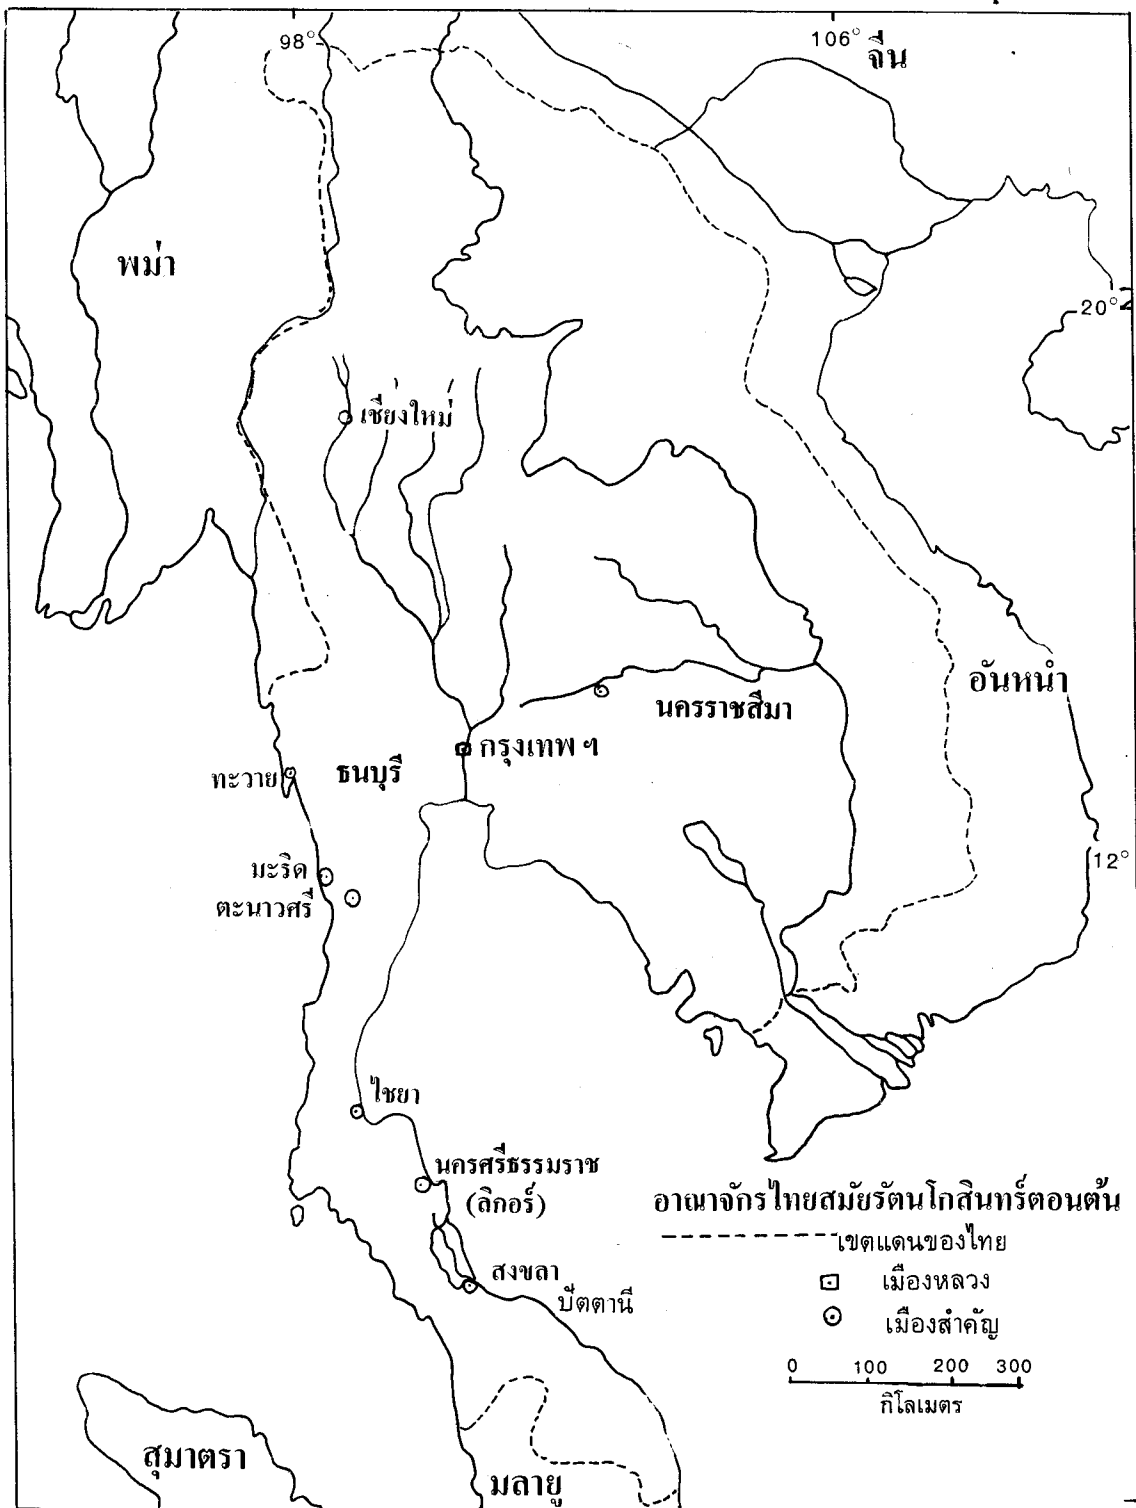 98°
106°
จีน
พม่า
20°
เชียงใหม่
อันหนำ
นครราชสีมา
กรุงเทพ ฯ
ธนบุรี
ทะวาย
12°
มะริด
ตะนาวศรี
ไชยา
นครศรีธรรมราช
(ลิกอร์)
อาณาจักรไทยสมัยรัตนโกสินทร์ตอนต้น
เขตแดนของไทย
สงขลา
เมืองหลวง
ปัตตานี
เมืองสำคัญ
0 100 200 300
กิโลเมตร
สุมาตรา
มลายู